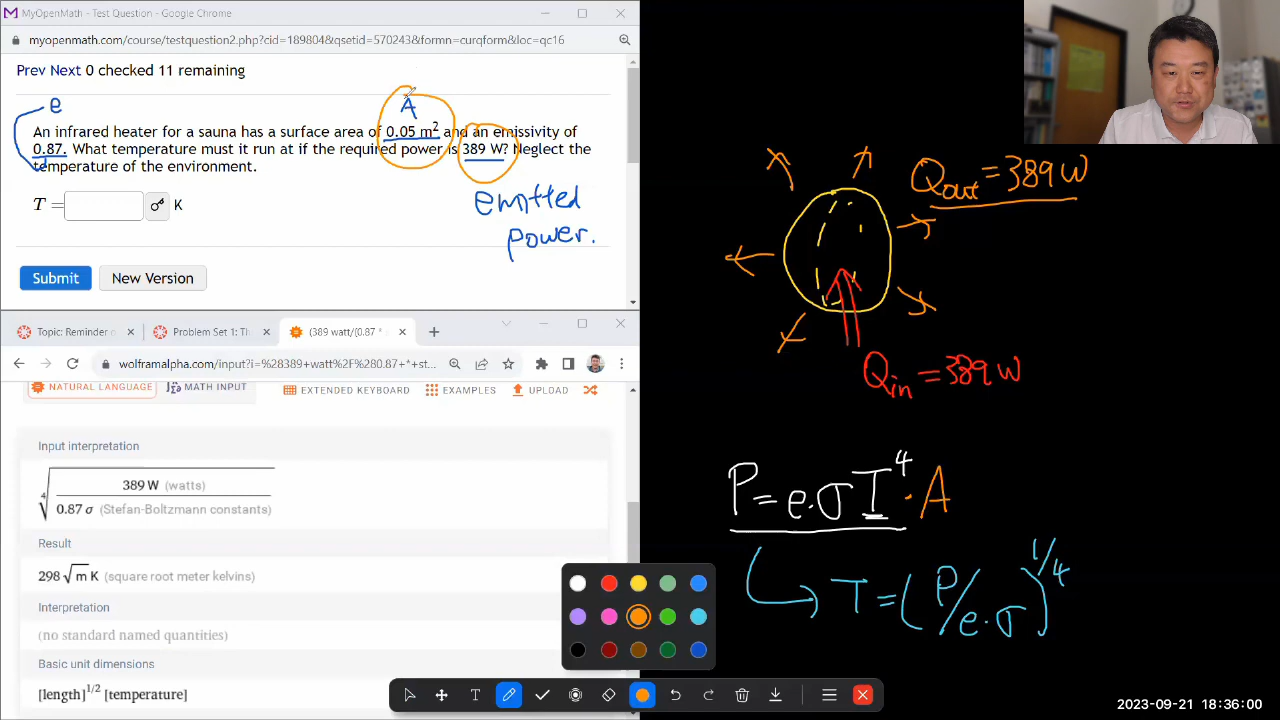 MyOpenMath - Test Question - Google Chrome
myopenmath.com/course/testquestion2.php?cid=189804&qsetid=570243&formn=curqform&loc=qc16
Prev Next 0 checked 11 remaining
e
A
An infrared heater for a sauna has a surface area of 0.05 m² and an emissivity of
0.87. What temperature must it run at if the required power is 389 W? Neglect the
temperature of the environment.
T = K
emitted
power.
Submit New Version
Topic: Reminder Problem Set 1: Th (389 watt/(0.87 *
wolframalpha.com/input?i=%28389+watt%2F%280.87+*+st...
NATURAL LANGUAGE MATH INPUT EXTENDED KEYBOARD EXAMPLES UPLOAD
Input interpretation
⁴√
389 W (watts)
0.87 σ (Stefan-Boltzmann constants)
Result
298 √m K (square root meter kelvins)
Interpretation
(no standard named quantities)
Basic unit dimensions
[length]^1/2 [temperature]
Qout = 389 W
Qin = 389 W
P = e·σT⁴·A
T = (P/e·σ)^1/4
T
2023-09-21 18:36:00